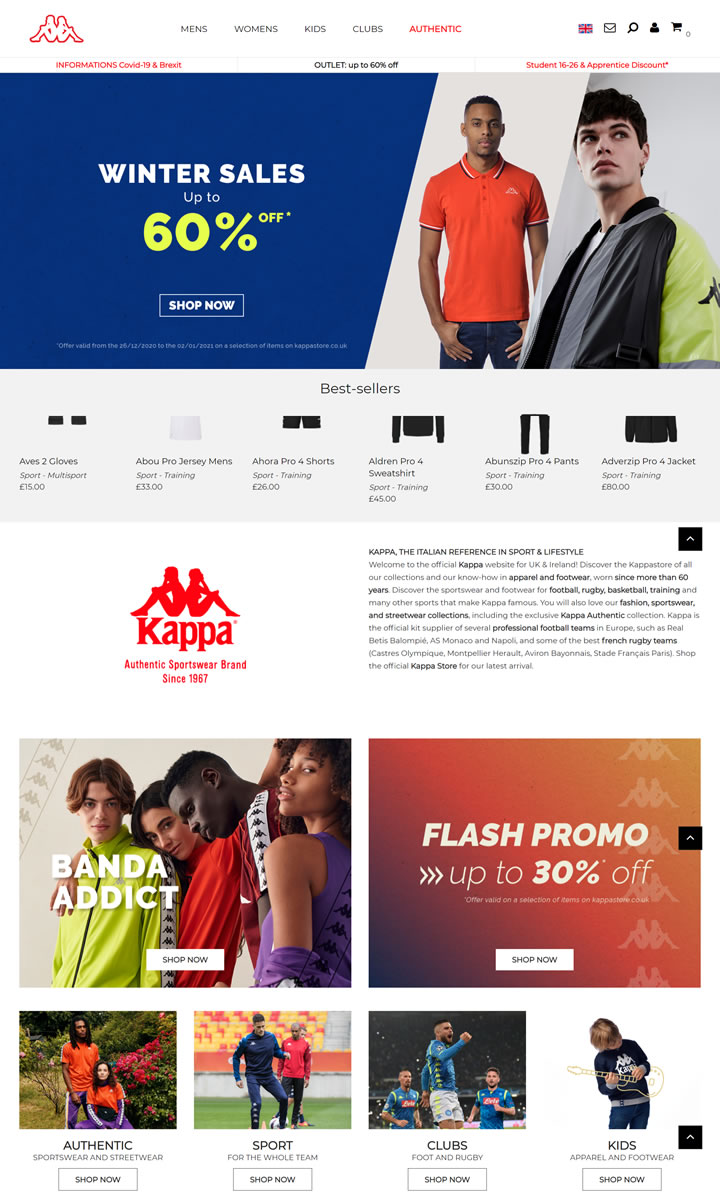 MENS WOMENS KIDS CLUBS AUTHENTIC
0
INFORMATIONS Covid-19 & Brexit
OUTLET: up to 60% off
Student 16-26 & Apprentice Discount*
WINTER SALES
Up to
60% OFF*
SHOP NOW
*Offer valid from the 26/12/2020 to the 02/01/2021 on a selection of items on kappastore.co.uk
Best-sellers
Aves 2 Gloves
Sport - Multisport
£15.00
Abou Pro Jersey Mens
Sport - Training
£33.00
Ahora Pro 4 Shorts
Sport - Training
£26.00
Aldren Pro 4
Sweatshirt
Sport - Training
£45.00
Abunszip Pro 4 Pants
Sport - Training
£30.00
Adverzip Pro 4 Jacket
Sport - Training
£80.00
Kappa
Authentic Sportswear Brand
Since 1967
KAPPA, THE ITALIAN REFERENCE IN SPORT & LIFESTYLE
Welcome to the official Kappa website for UK & Ireland! Discover the Kappastore of all
our collections and our know-how in apparel and footwear, worn since more than 60
years. Discover the sportswear and footwear for football, rugby, basketball, training and
many other sports that make Kappa famous. You will also love our fashion, sportswear,
and streetwear collections, including the exclusive Kappa Authentic collection. Kappa is
the official kit supplier of several professional football teams in Europe, such as Real
Betis Balompié, AS Monaco and Napoli, and some of the best french rugby teams
(Castres Olympique, Montpellier Herault, Aviron Bayonnais, Stade Français Paris). Shop
the official Kappa Store for our latest arrival.
BANDA
ADDICT
SHOP NOW
FLASH PROMO
up to 30%* off
*Offer valid on a selection of items on kappastore.co.uk
SHOP NOW
Lete
Lete
Kappa
AUTHENTIC
SPORTSWEAR AND STREETWEAR
SHOP NOW
SPORT
FOR THE WHOLE TEAM
SHOP NOW
CLUBS
FOOT AND RUGBY
SHOP NOW
KIDS
APPAREL AND FOOTWEAR
SHOP NOW